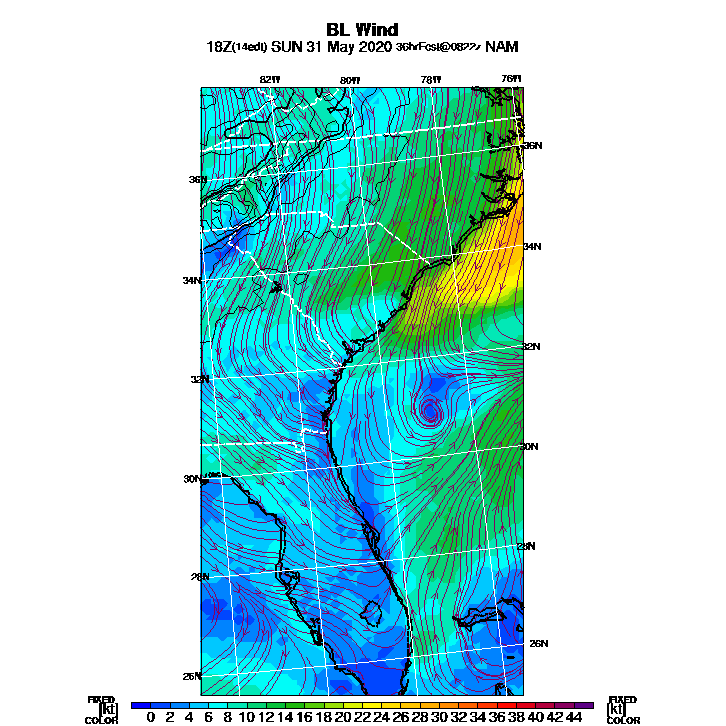 BL Wind
18Z(14edt) SUN 31 May 2020 36hrFcst@0822z NAM
82W 80W 78W 76W
36N
36N
34N
34N
32N
32N
30N
30N
28N
28N
26N
26N
FIXED FIXED
[kt] 0 2 4 6 8 10 12 14 16 18 20 22 24 26 28 30 32 34 36 38 40 42 44 [kt]
COLOR COLOR